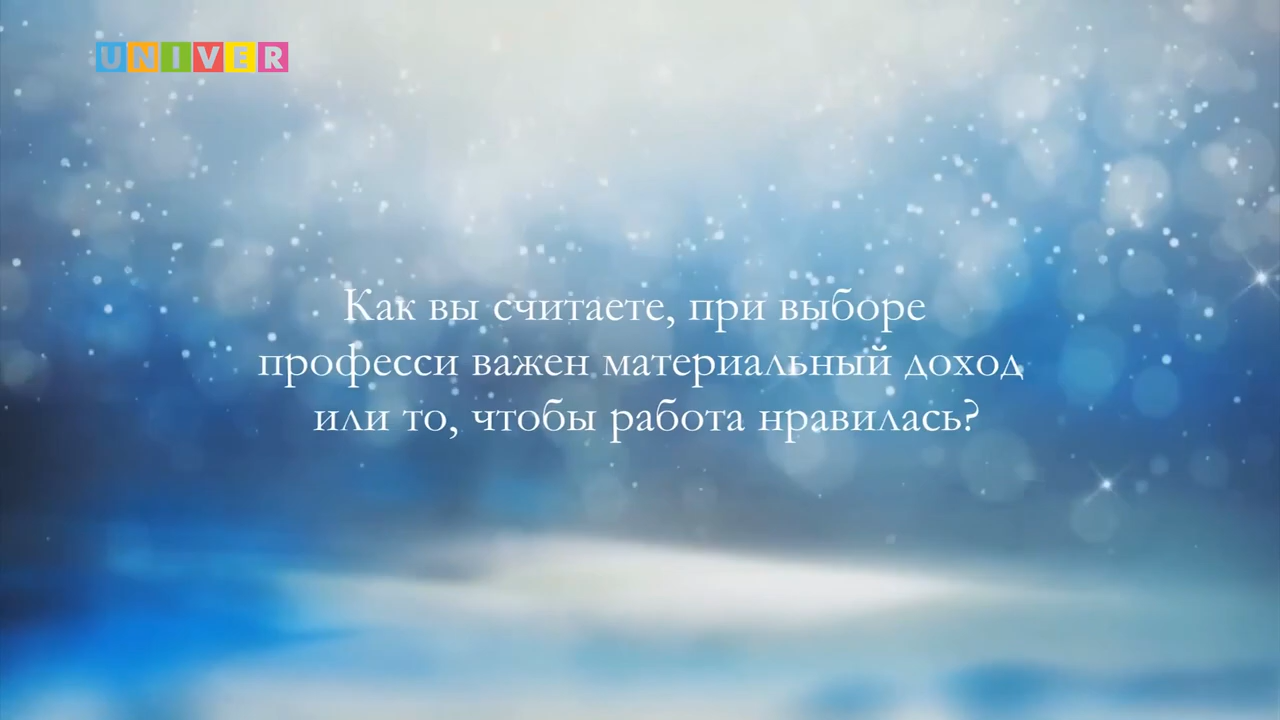 UNIVER
Как вы считаете, при выборе
професси важен материальный доход
или то, чтобы работа нравилась?